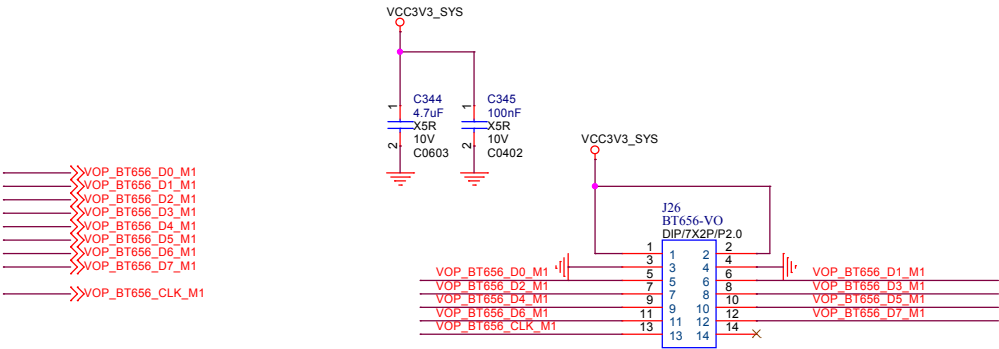 VCC3V3_SYS
1
C344
4.7uF
X5R
10V
C0603
2
1
C345
100nF
X5R
10V
C0402
2
VOP_BT656_D0_M1
VOP_BT656_D1_M1
VOP_BT656_D2_M1
VOP_BT656_D3_M1
VOP_BT656_D4_M1
VOP_BT656_D5_M1
VOP_BT656_D6_M1
VOP_BT656_D7_M1
VOP_BT656_CLK_M1
VCC3V3_SYS
J26
BT656-VO
DIP/7X2P/P2.0
1 1 2 2
3 3 4 4
VOP_BT656_D0_M1 5 5 6 6 VOP_BT656_D1_M1
VOP_BT656_D2_M1 7 7 8 8 VOP_BT656_D3_M1
VOP_BT656_D4_M1 9 9 10 10 VOP_BT656_D5_M1
VOP_BT656_D6_M1 11 11 12 12 VOP_BT656_D7_M1
VOP_BT656_CLK_M1 13 13 14 14